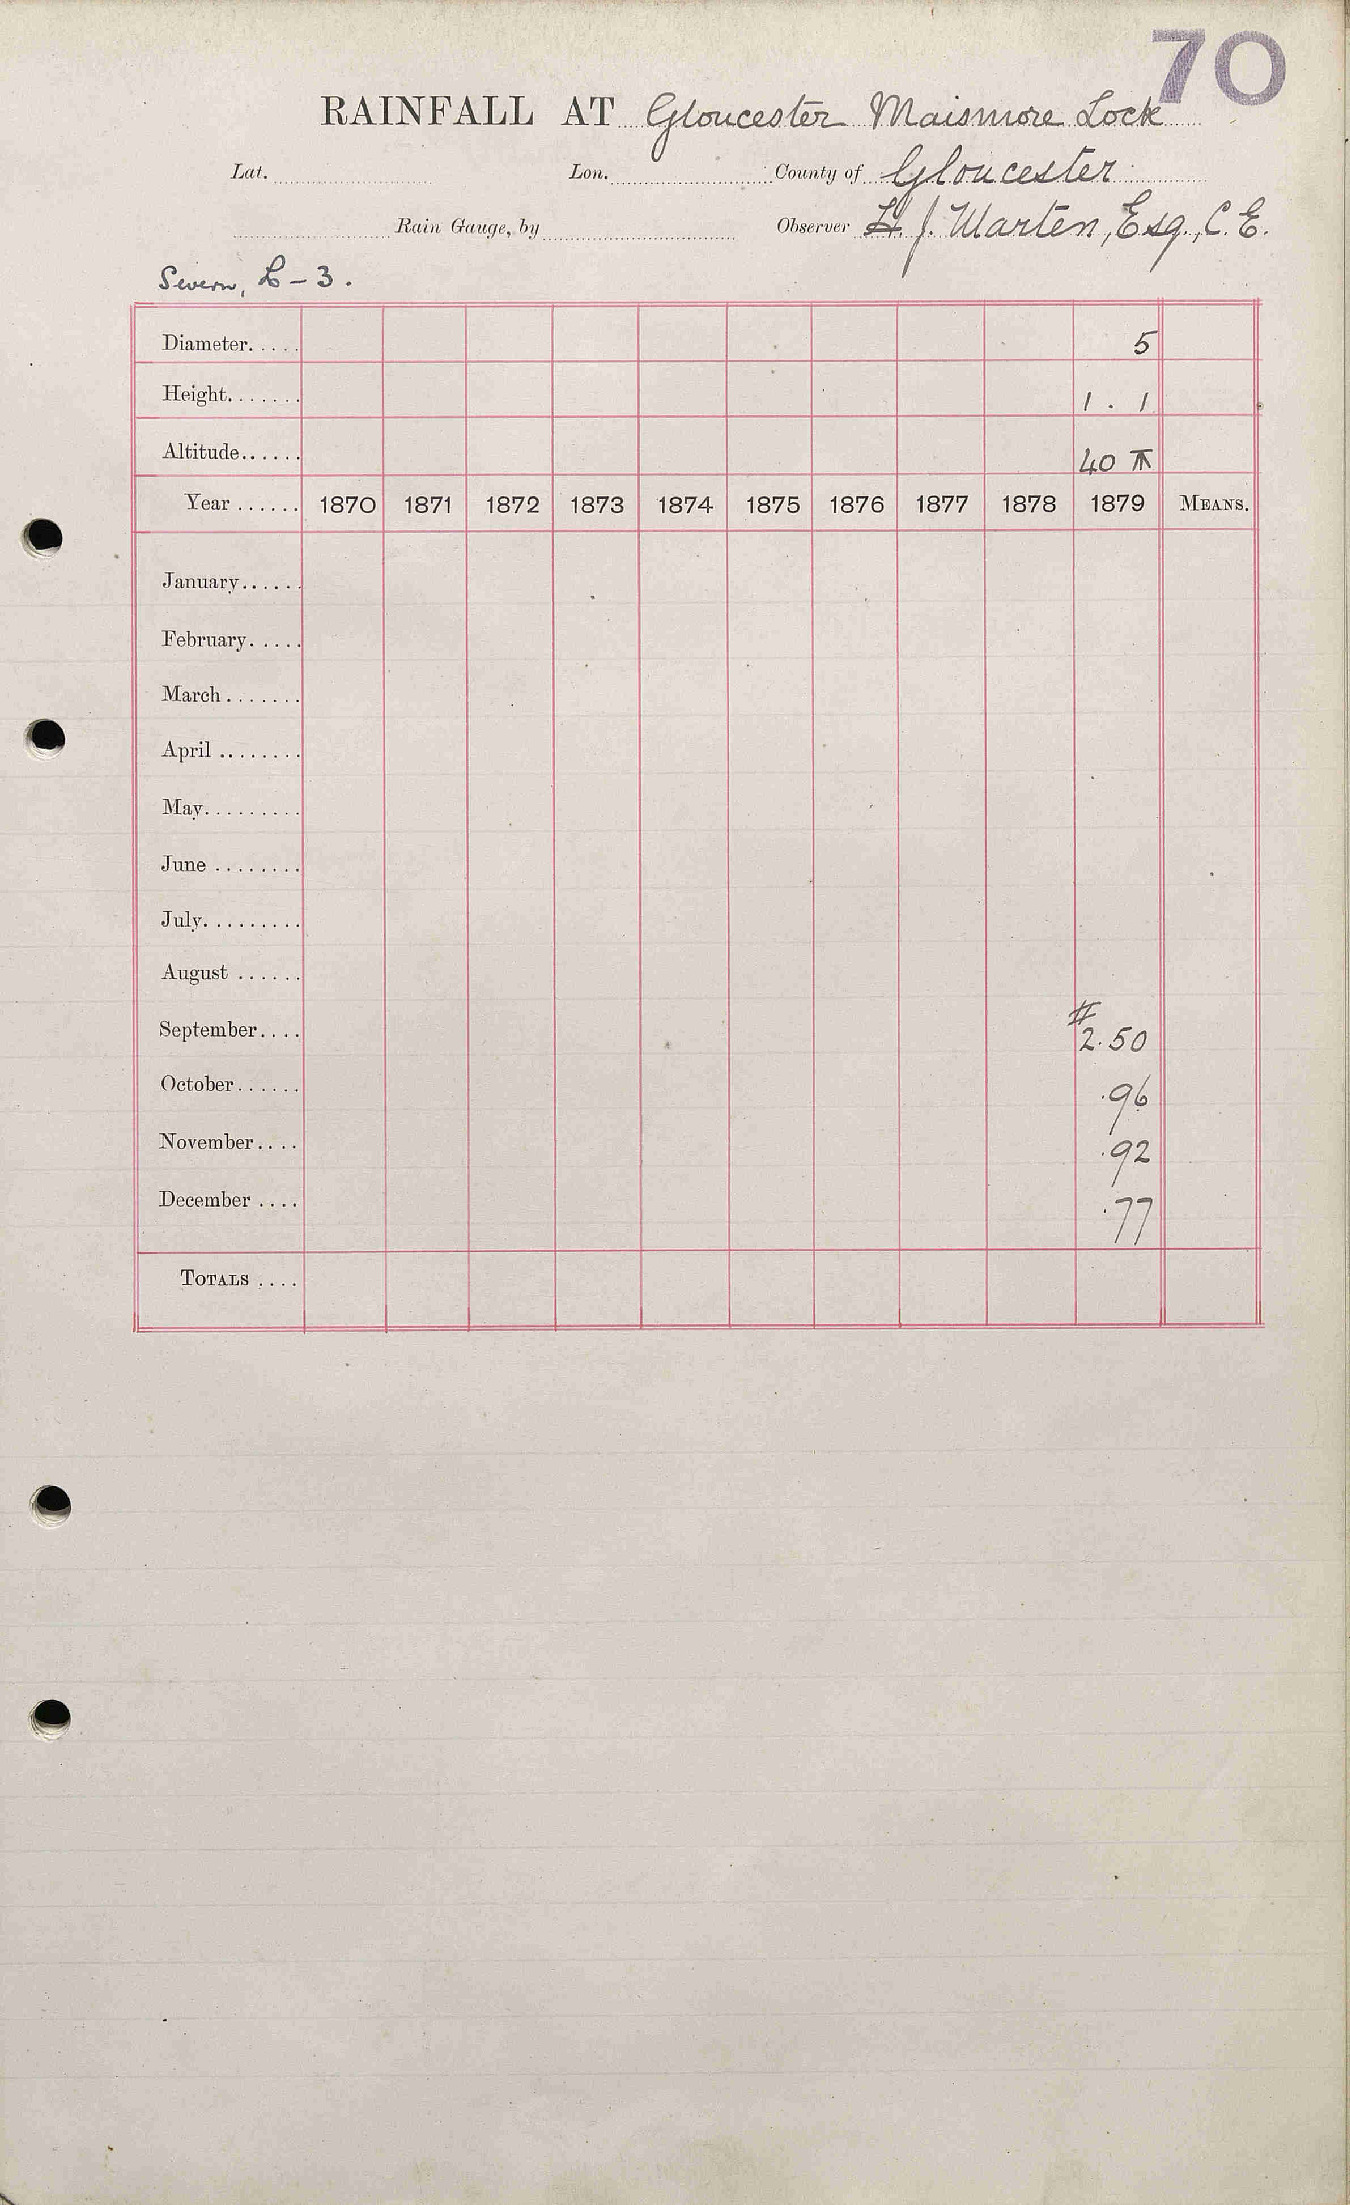 70
RAINFALL AT Gloucester Maismore Lock
Lat. Lon. County of Gloucester
Rain Gauge, by Observer H. J. Marten, Esq., C. E.
Severn, L – 3.
Diameter..... 5
Height....... 1 . 1
Altitude...... 40
Year ...... 1870 1871 1872 1873 1874 1875 1876 1877 1878 1879 MEANS.
January......
February.....
March .......
April ........
May.........
June ........
July.........
August ......
September.... # 2.50
October...... .96
November.... .92
December .... .77
TOTALS ....